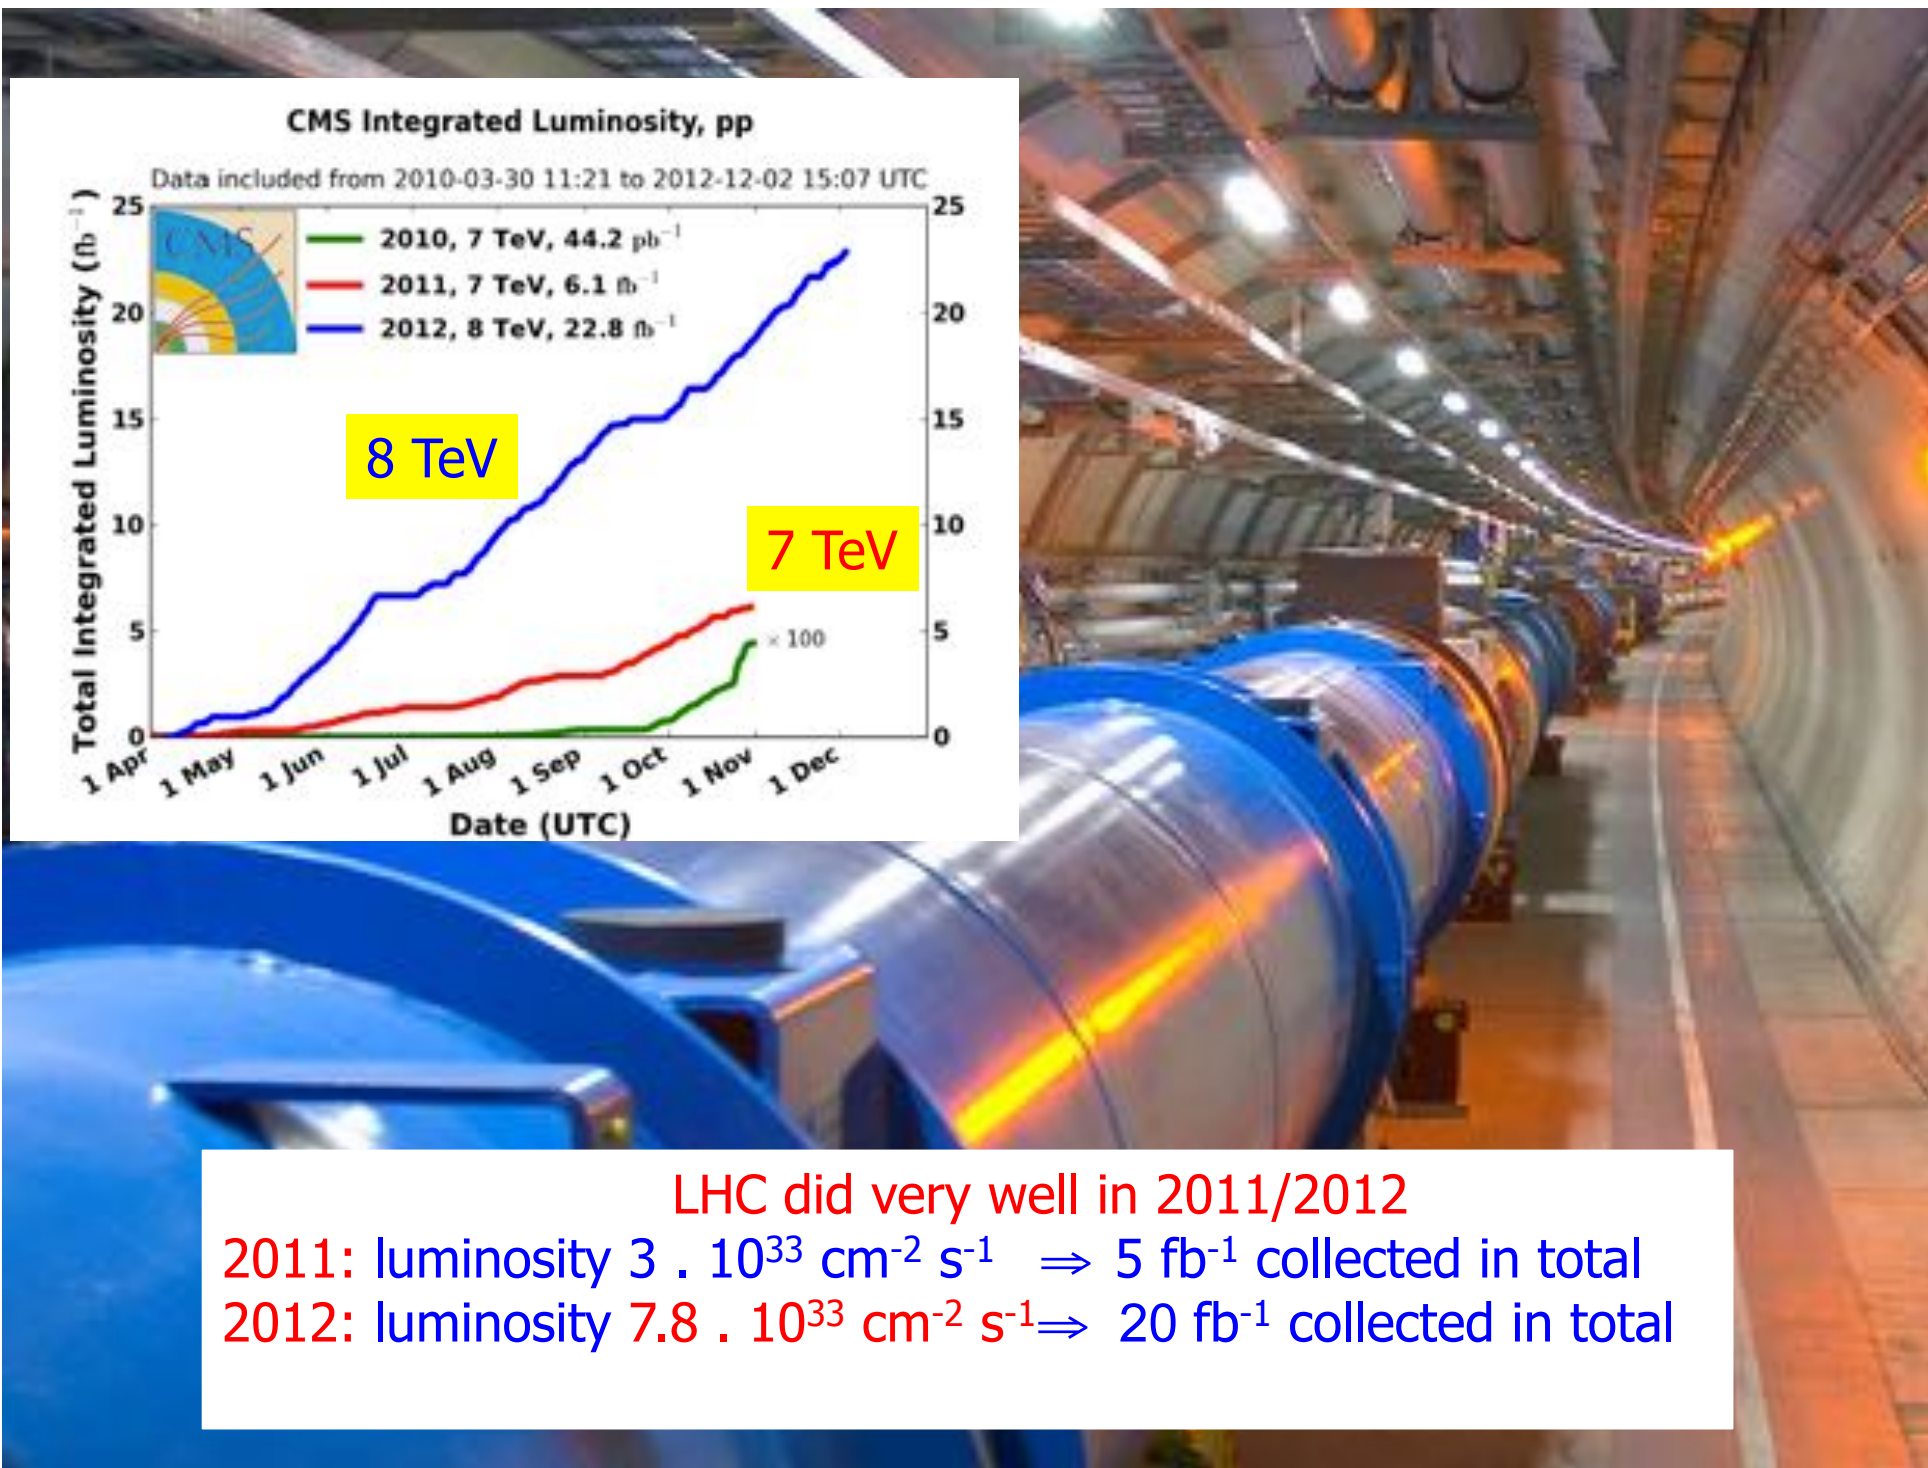 CMS Integrated Luminosity, pp
Data included from 2010-03-30 11:21 to 2012-12-02 15:07 UTC
Total Integrated Luminosity (fb⁻¹)
25
20
15
10
5
0
CMS
2010, 7 TeV, 44.2 pb⁻¹
2011, 7 TeV, 6.1 fb⁻¹
2012, 8 TeV, 22.8 fb⁻¹
8 TeV
7 TeV
× 100
25
20
15
10
5
0
1 Apr
1 May
1 Jun
1 Jul
1 Aug
1 Sep
1 Oct
1 Nov
1 Dec
Date (UTC)
LHC did very well in 2011/2012
2011: luminosity 3 . 10³³ cm⁻² s⁻¹ ⇒ 5 fb⁻¹ collected in total
2012: luminosity 7.8 . 10³³ cm⁻² s⁻¹⇒ 20 fb⁻¹ collected in total